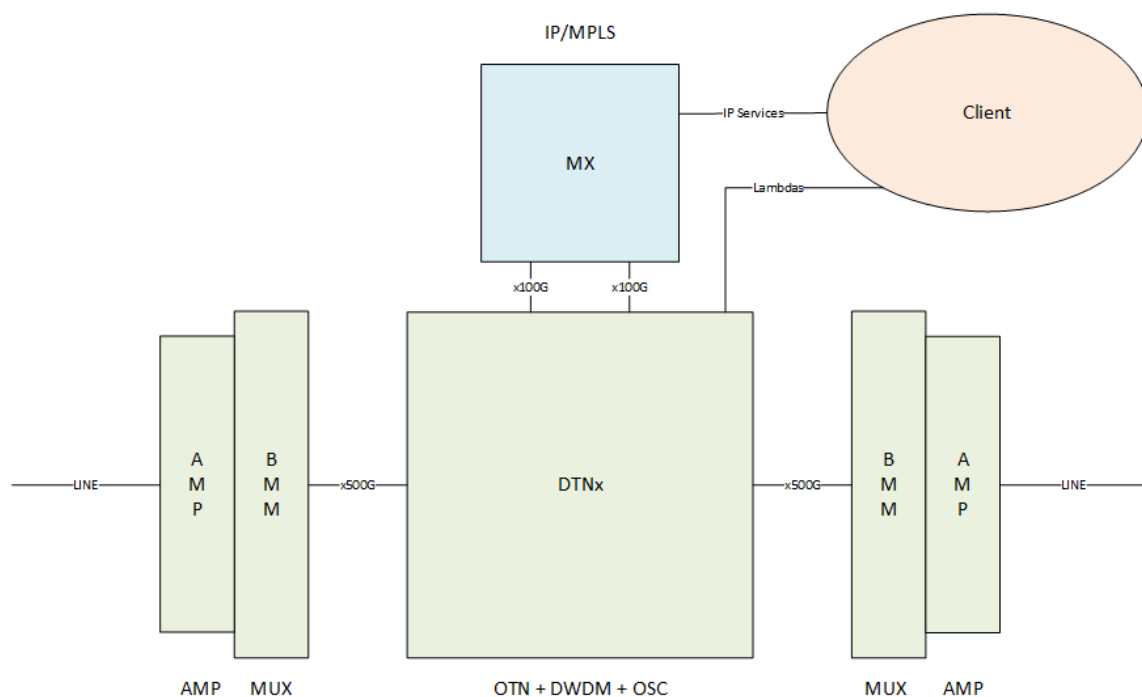 IP/MPLS
MX
IP Services
Client
Lambdas
x100G
x100G
LINE
A
M
P
B
M
M
x500G
DTNx
x500G
B
M
M
A
M
P
LINE
AMP
MUX
OTN + DWDM + OSC
MUX
AMP